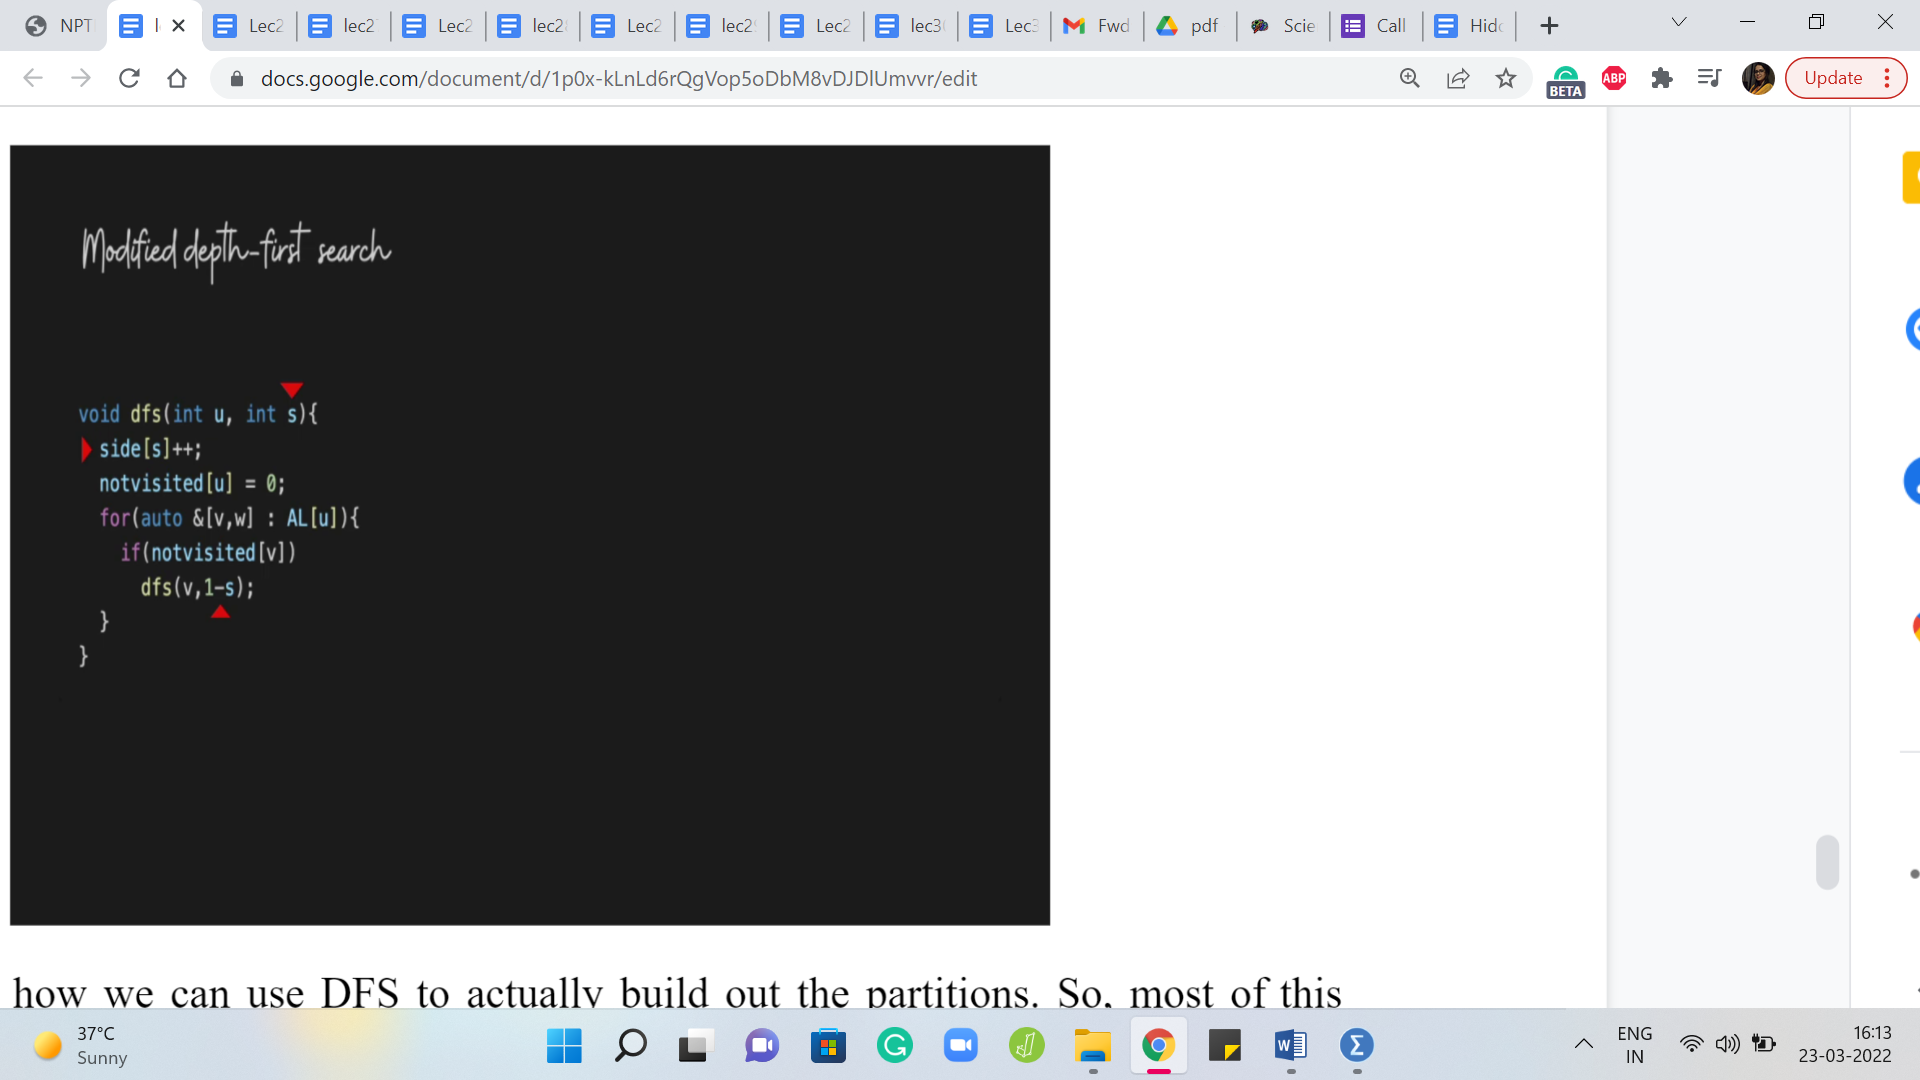 NPT
l
Lec2
lec2
Lec2
lec2
Lec2
lec2
Lec2
lec3
Lec3
Fwd
pdf
Scie
Call
Hidd
docs.google.com/document/d/1p0x-kLnLd6rQgVop5oDbM8vDJDlUmvvr/edit
BETA
ABP
Update
Modified depth-first search
void dfs(int u, int s){
side[s]++;
notvisited[u] = 0;
for(auto &[v,w] : AL[u]){
if(notvisited[v])
dfs(v,1-s);
}
}
how we can use DFS to actually build out the partitions. So, most of this
37°C
Sunny
ENG
IN
16:13
23-03-2022